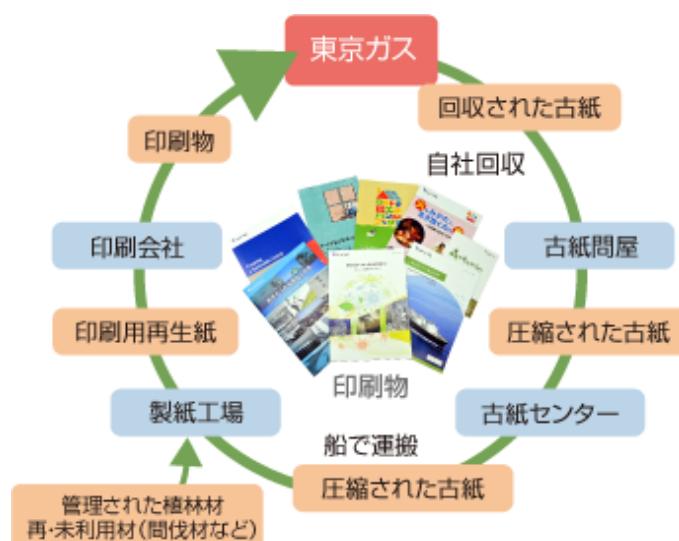 東京ガス
回収された古紙
自社回収
古紙問屋
圧縮された古紙
古紙センター
船で運搬
圧縮された古紙
管理された植林材
再・未利用材(間伐材など)
製紙工場
印刷用再生紙
印刷会社
印刷物
印刷物